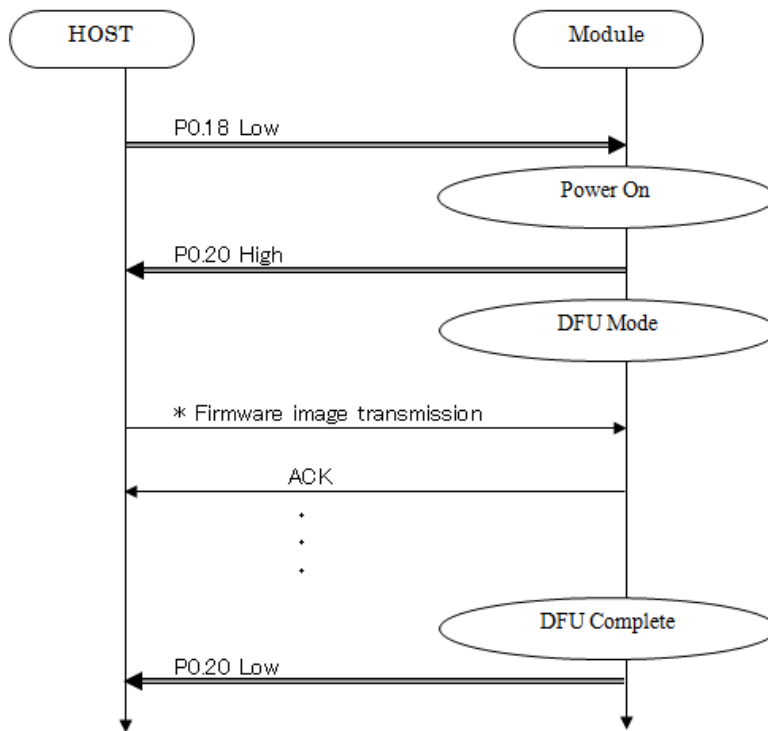 HOST
Module
P0.18 Low
Power On
P0.20 High
DFU Mode
* Firmware image transmission
ACK
DFU Complete
P0.20 Low